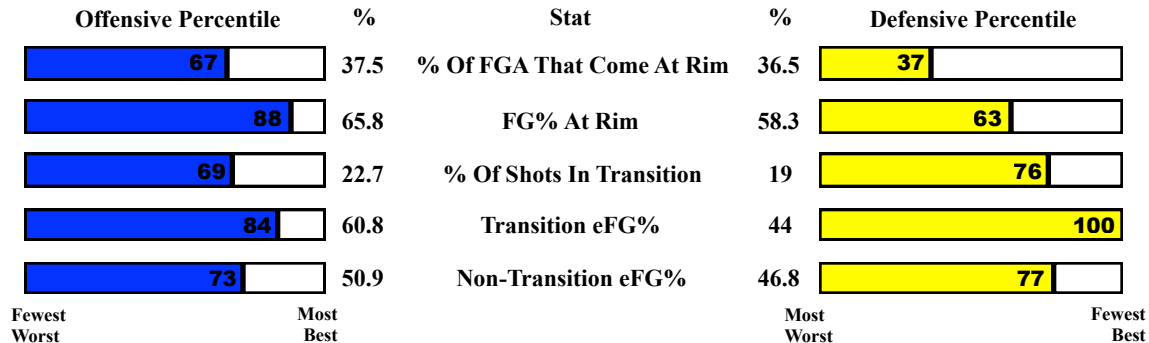 Offensive Percentile % Stat % Defensive Percentile
67 37.5 % Of FGA That Come At Rim 36.5 37
88 65.8 FG% At Rim 58.3 63
69 22.7 % Of Shots In Transition 19 76
84 60.8 Transition eFG% 44 100
73 50.9 Non-Transition eFG% 46.8 77
Fewest Most Most Fewest
Worst Best Worst Best